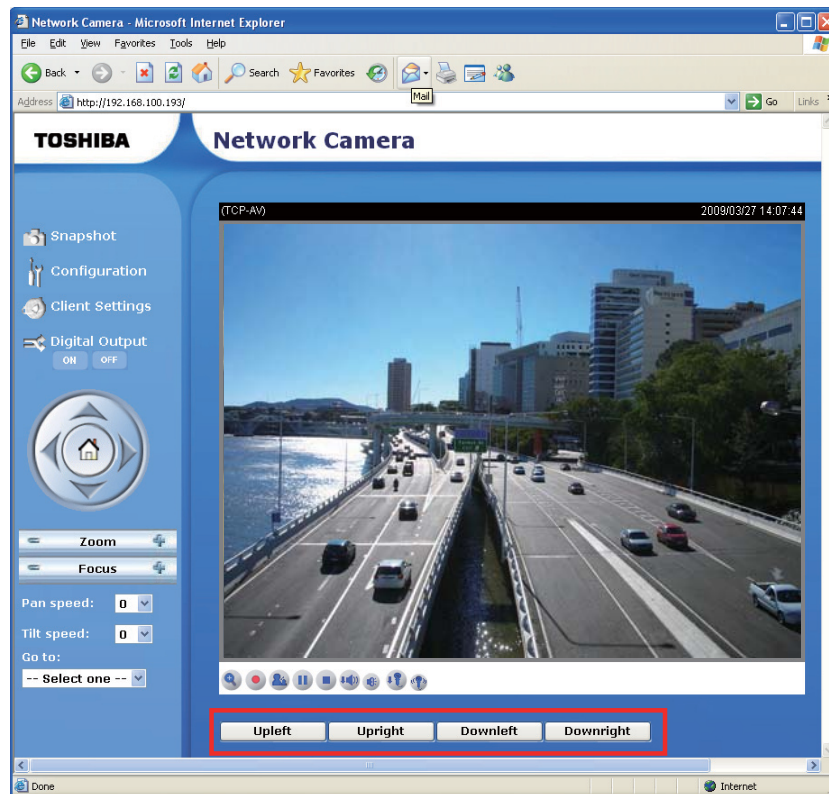 Network Camera - Microsoft Internet Explorer
File Edit View Favorites Tools Help
Back Search Favorites
Mail
Address http://192.168.100.193/ Go Links
TOSHIBA Network Camera
(TCP-AV) 2009/03/27 14:07:44
Snapshot
Configuration
Client Settings
Digital Output
ON OFF
Zoom
Focus
Pan speed: 0
Tilt speed: 0
Go to:
-- Select one --
Upleft Upright Downleft Downright
Done Internet